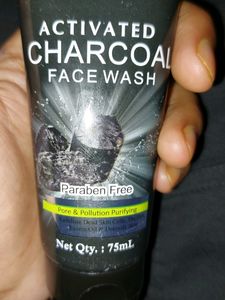 ACTIVATED
CHARCOAL
FACE WASH
Paraben Free
Pore & Pollution Purifying
Net Qty. : 75mL